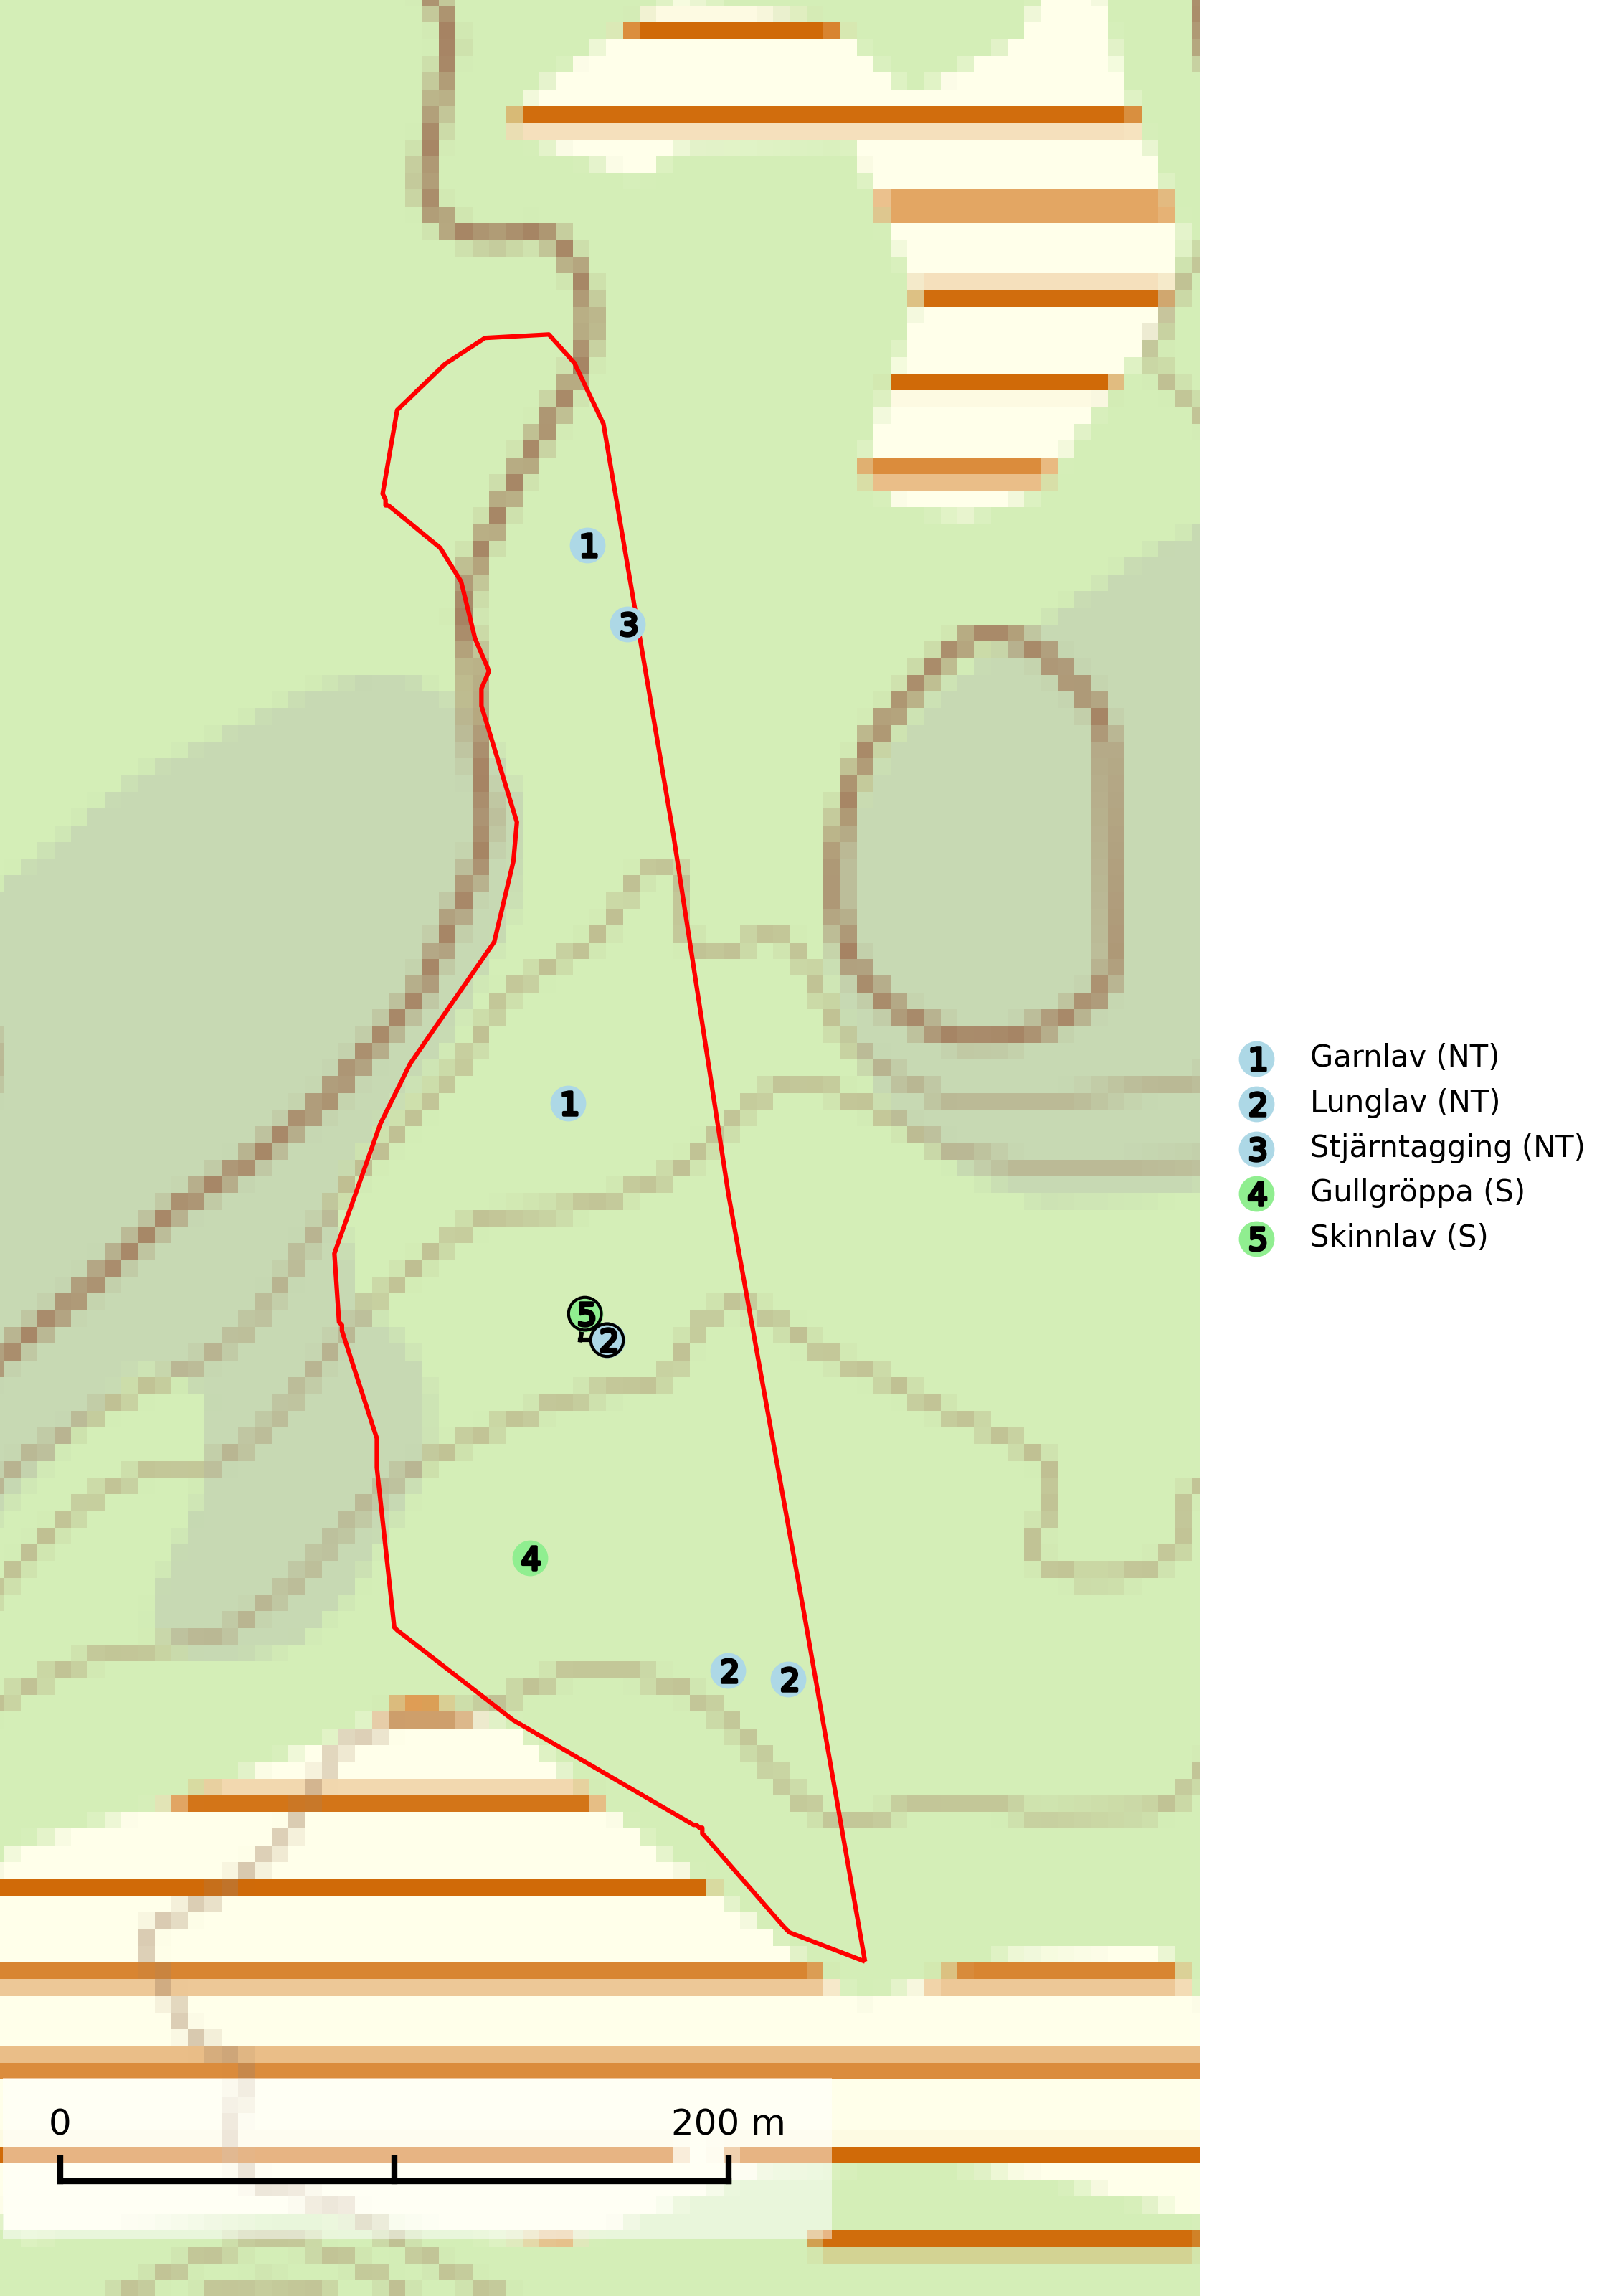 1
3
1
5
2
4
2 2
1 Garnlav (NT)
2 Lunglav (NT)
3 Stjärntagging (NT)
4 Gullgröppa (S)
5 Skinnlav (S)
0 200 m